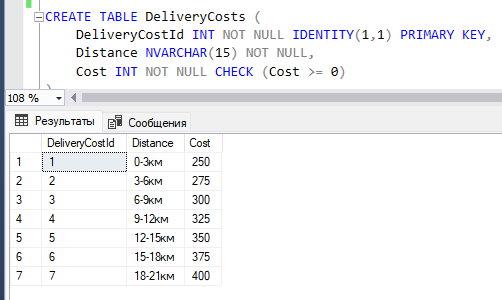 CREATE TABLE DeliveryCosts (
DeliveryCostId INT NOT NULL IDENTITY(1,1) PRIMARY KEY,
Distance NVARCHAR(15) NOT NULL,
Cost INT NOT NULL CHECK (Cost >= 0)
108 %
Результаты Сообщения
DeliveryCostId Distance Cost
1 1 0-3км 250
2 2 3-6км 275
3 3 6-9км 300
4 4 9-12км 325
5 5 12-15км 350
6 6 15-18км 375
7 7 18-21км 400